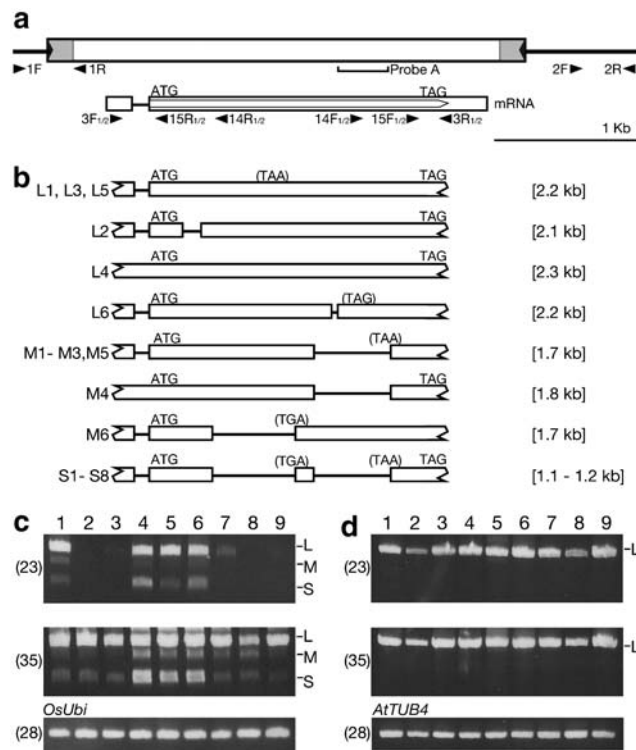 a
1F
1R
Probe A
2F
2R
ATG
TAG
mRNA
3F1/2
15R1/2
14R1/2
14F1/2
15F1/2
3R1/2
1 Kb
b
ATG (TAA) TAG
L1, L3, L5 [2.2 kb]
ATG TAG
L2 [2.1 kb]
ATG TAG
L4 [2.3 kb]
ATG (TAG)
L6 [2.2 kb]
ATG (TAA)
M1- M3,M5 [1.7 kb]
ATG TAG
M4 [1.8 kb]
ATG (TGA)
M6 [1.7 kb]
ATG (TGA) (TAA) TAG
S1- S8 [1.1 - 1.2 kb]
c
1 2 3 4 5 6 7 8 9
(23)
L
M
S
(35)
L
M
S
OsUbi
(28)
d
1 2 3 4 5 6 7 8 9
(23)
L
(35)
L
AtTUB4
(28)